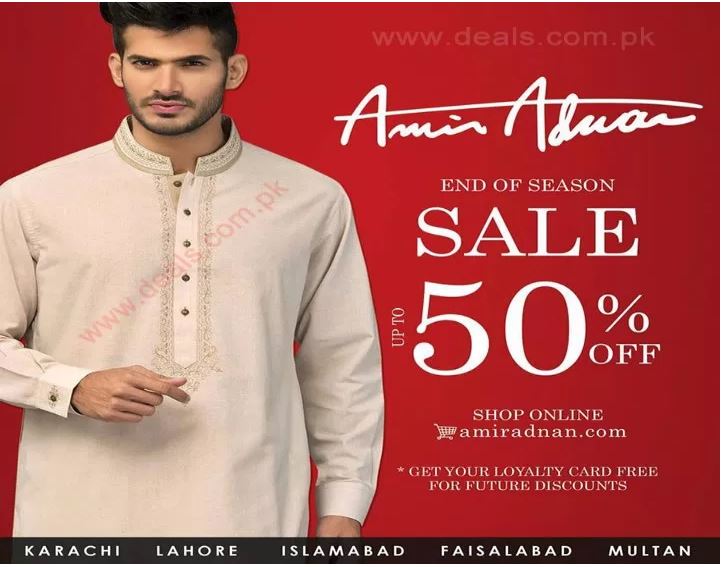 www.deals.com.pk
Amir Adnan
END OF SEASON
SALE
UP TO
50%
OFF
SHOP ONLINE
amiradnan.com
* GET YOUR LOYALTY CARD FREE
FOR FUTURE DISCOUNTS
www.deals.com.pk
KARACHI LAHORE ISLAMABAD FAISALABAD MULTAN